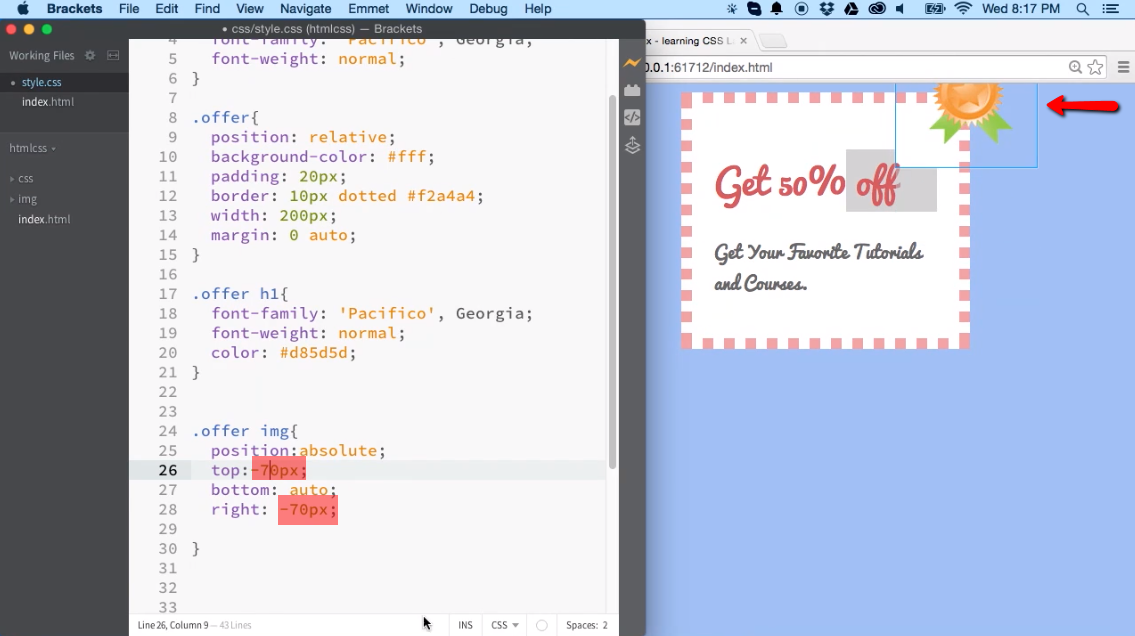 Brackets File Edit Find View Navigate Emmet Window Debug Help Wed 8:17 PM
• css/style.css (htmlcss) — Brackets
Working Files
• style.css
index.html
htmlcss
css
img
index.html
4 font-family: 'Pacifico', Georgia;
5 font-weight: normal;
6 }
7
8 .offer{
9 position: relative;
10 background-color: #fff;
11 padding: 20px;
12 border: 10px dotted #f2a4a4;
13 width: 200px;
14 margin: 0 auto;
15 }
16
17 .offer h1{
18 font-family: 'Pacifico', Georgia;
19 font-weight: normal;
20 color: #d85d5d;
21 }
22
23
24 .offer img{
25 position:absolute;
26 top:-70px;
27 bottom: auto;
28 right: -70px;
29
30 }
31
32
33
Line 26, Column 9 — 43 Lines
INS CSS Spaces: 2
x - learning CSS L
0.0.1:61712/index.html
Get 50% off
Get Your Favorite Tutorials
and Courses.